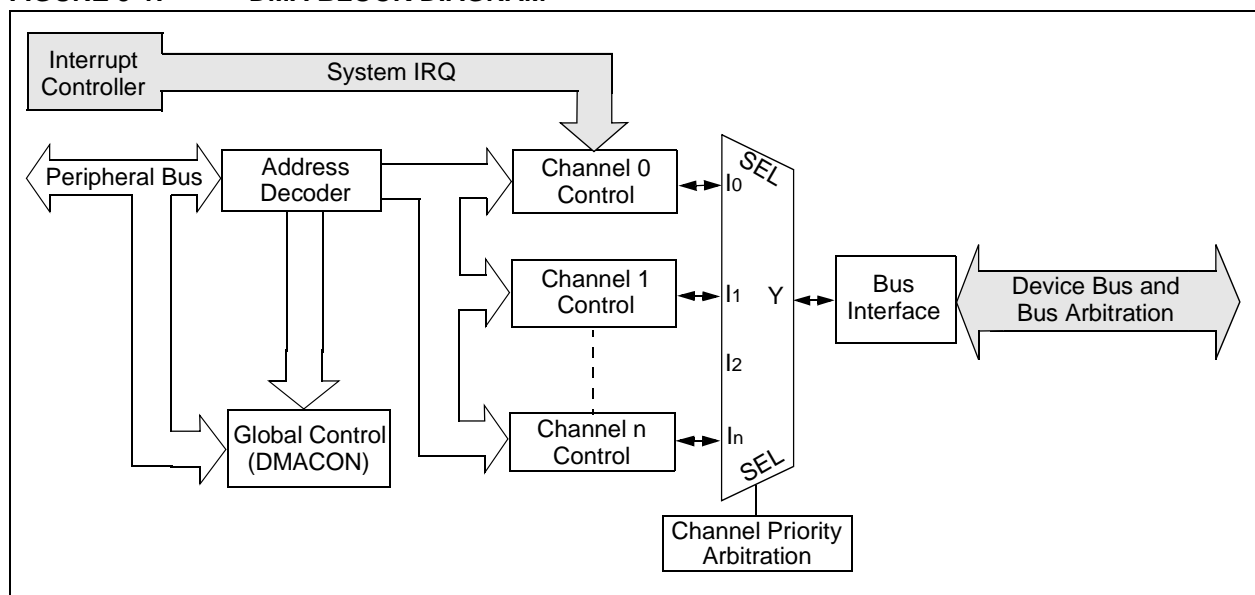 Interrupt
Controller
System IRQ
Peripheral Bus
Address
Decoder
Global Control
(DMACON)
Channel 0
Control
Channel 1
Control
Channel n
Control
SEL
I0
I1
I2
In
Y
SEL
Channel Priority
Arbitration
Bus
Interface
Device Bus and
Bus Arbitration